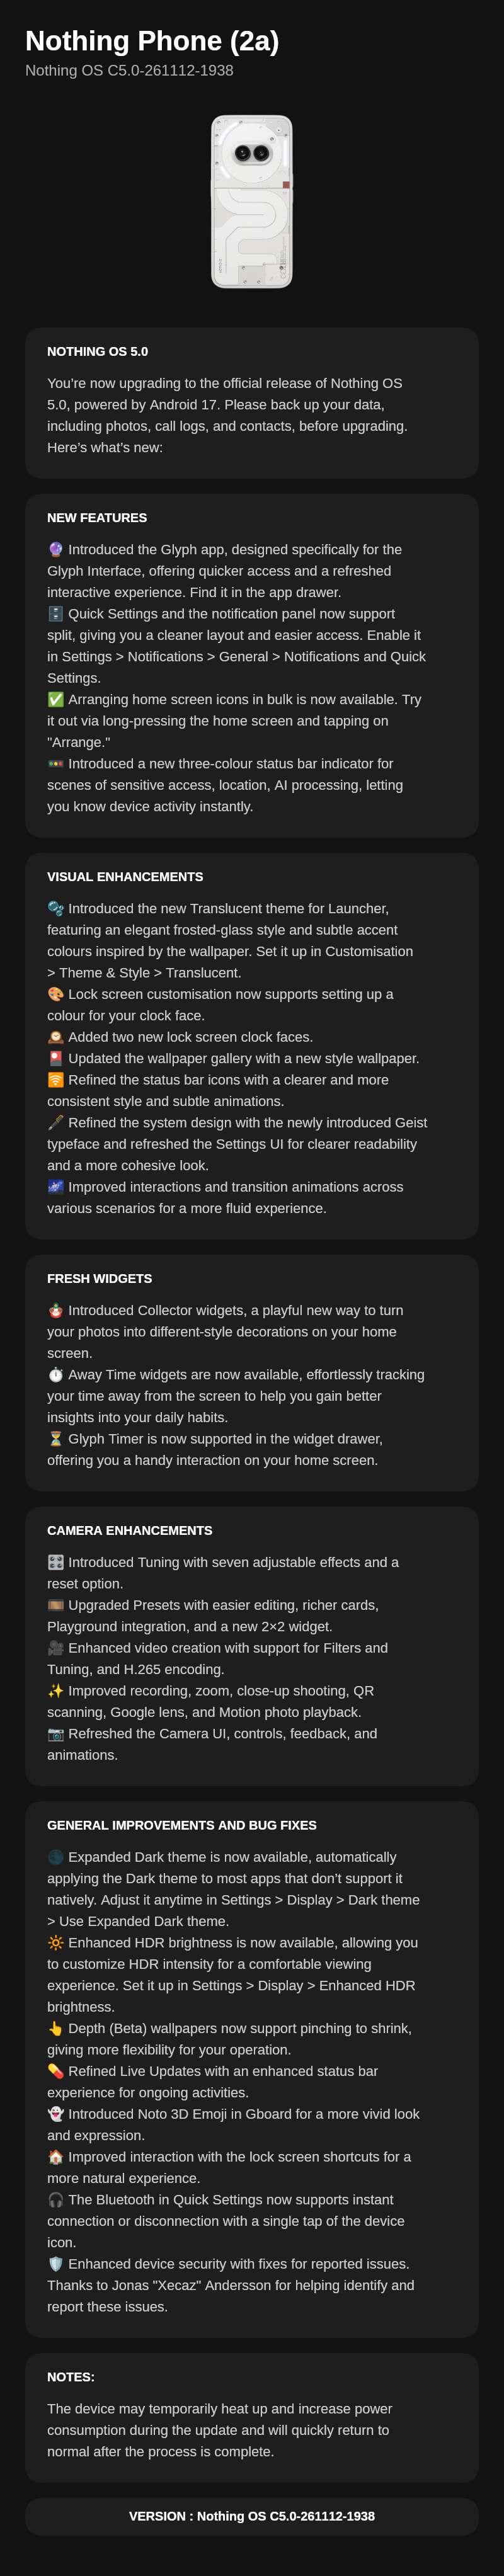 Nothing Phone (2a)
Nothing OS C5.0-261112-1938
NOTHING OS 5.0
You’re now upgrading to the official release of Nothing OS
5.0, powered by Android 17. Please back up your data,
including photos, call logs, and contacts, before upgrading.
Here’s what’s new:
NEW FEATURES
🔮 Introduced the Glyph app, designed specifically for the
Glyph Interface, offering quicker access and a refreshed
interactive experience. Find it in the app drawer.
🗄️ Quick Settings and the notification panel now support
split, giving you a cleaner layout and easier access. Enable it
in Settings > Notifications > General > Notifications and Quick
Settings.
✅ Arranging home screen icons in bulk is now available. Try
it out via long-pressing the home screen and tapping on
"Arrange."
🚥 Introduced a new three-colour status bar indicator for
scenes of sensitive access, location, AI processing, letting
you know device activity instantly.
VISUAL ENHANCEMENTS
🫧 Introduced the new Translucent theme for Launcher,
featuring an elegant frosted-glass style and subtle accent
colours inspired by the wallpaper. Set it up in Customisation
> Theme & Style > Translucent.
🎨 Lock screen customisation now supports setting up a
colour for your clock face.
🕰️ Added two new lock screen clock faces.
🎴 Updated the wallpaper gallery with a new style wallpaper.
🛜 Refined the status bar icons with a clearer and more
consistent style and subtle animations.
🖋️ Refined the system design with the newly introduced Geist
typeface and refreshed the Settings UI for clearer readability
and a more cohesive look.
🌌 Improved interactions and transition animations across
various scenarios for a more fluid experience.
FRESH WIDGETS
🪆 Introduced Collector widgets, a playful new way to turn
your photos into different-style decorations on your home
screen.
⏱️ Away Time widgets are now available, effortlessly tracking
your time away from the screen to help you gain better
insights into your daily habits.
⏳ Glyph Timer is now supported in the widget drawer,
offering you a handy interaction on your home screen.
CAMERA ENHANCEMENTS
🎛️ Introduced Tuning with seven adjustable effects and a
reset option.
🎞️ Upgraded Presets with easier editing, richer cards,
Playground integration, and a new 2×2 widget.
🎥 Enhanced video creation with support for Filters and
Tuning, and H.265 encoding.
✨ Improved recording, zoom, close-up shooting, QR
scanning, Google lens, and Motion photo playback.
📷 Refreshed the Camera UI, controls, feedback, and
animations.
GENERAL IMPROVEMENTS AND BUG FIXES
🌑 Expanded Dark theme is now available, automatically
applying the Dark theme to most apps that don’t support it
natively. Adjust it anytime in Settings > Display > Dark theme
> Use Expanded Dark theme.
🔆 Enhanced HDR brightness is now available, allowing you
to customize HDR intensity for a comfortable viewing
experience. Set it up in Settings > Display > Enhanced HDR
brightness.
👆 Depth (Beta) wallpapers now support pinching to shrink,
giving more flexibility for your operation.
💊 Refined Live Updates with an enhanced status bar
experience for ongoing activities.
👻 Introduced Noto 3D Emoji in Gboard for a more vivid look
and expression.
🏠 Improved interaction with the lock screen shortcuts for a
more natural experience.
🎧 The Bluetooth in Quick Settings now supports instant
connection or disconnection with a single tap of the device
icon.
🛡️ Enhanced device security with fixes for reported issues.
Thanks to Jonas "Xecaz" Andersson for helping identify and
report these issues.
NOTES:
The device may temporarily heat up and increase power
consumption during the update and will quickly return to
normal after the process is complete.
VERSION : Nothing OS C5.0-261112-1938